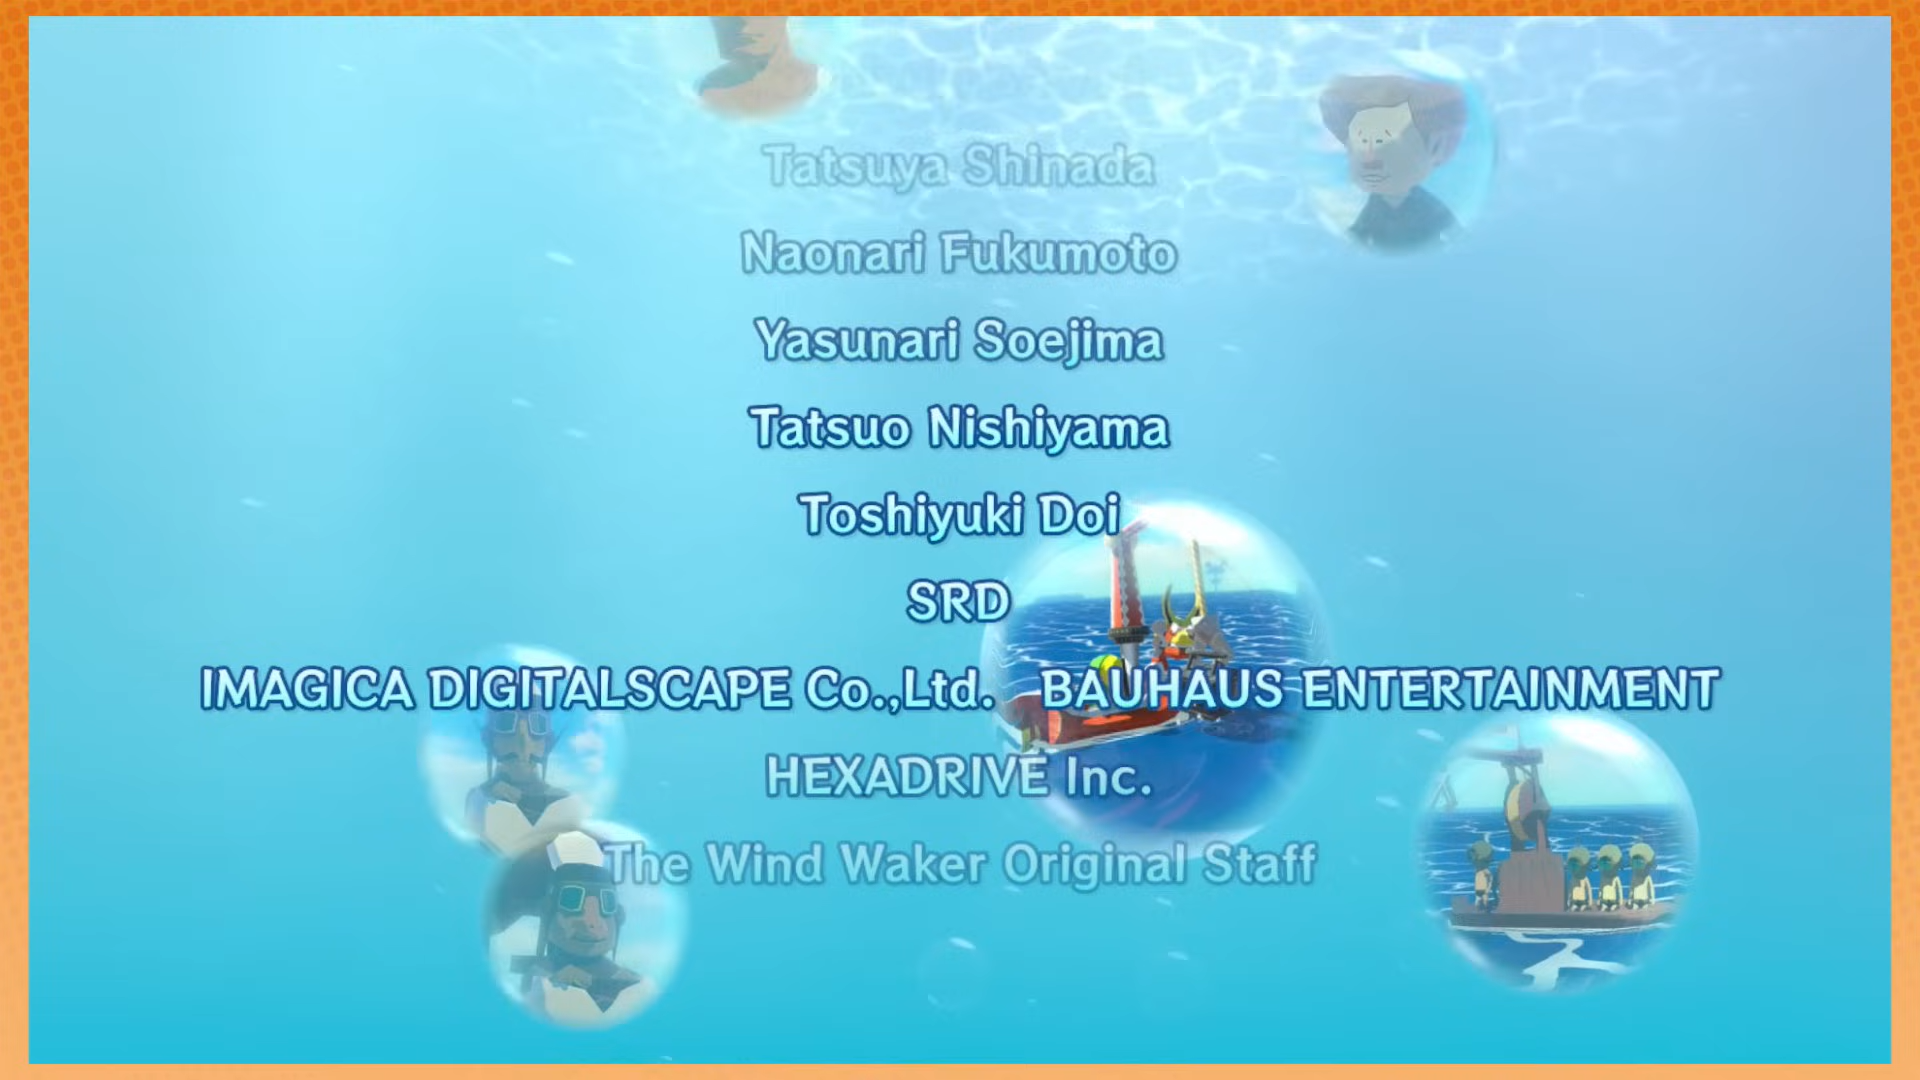 Tatsuya Shinada
Naonari Fukumoto
Yasunari Soejima
Tatsuo Nishiyama
Toshiyuki Doi
SRD
IMAGICA DIGITALSCAPE Co.,Ltd. BAUHAUS ENTERTAINMENT
HEXADRIVE Inc.
The Wind Waker Original Staff